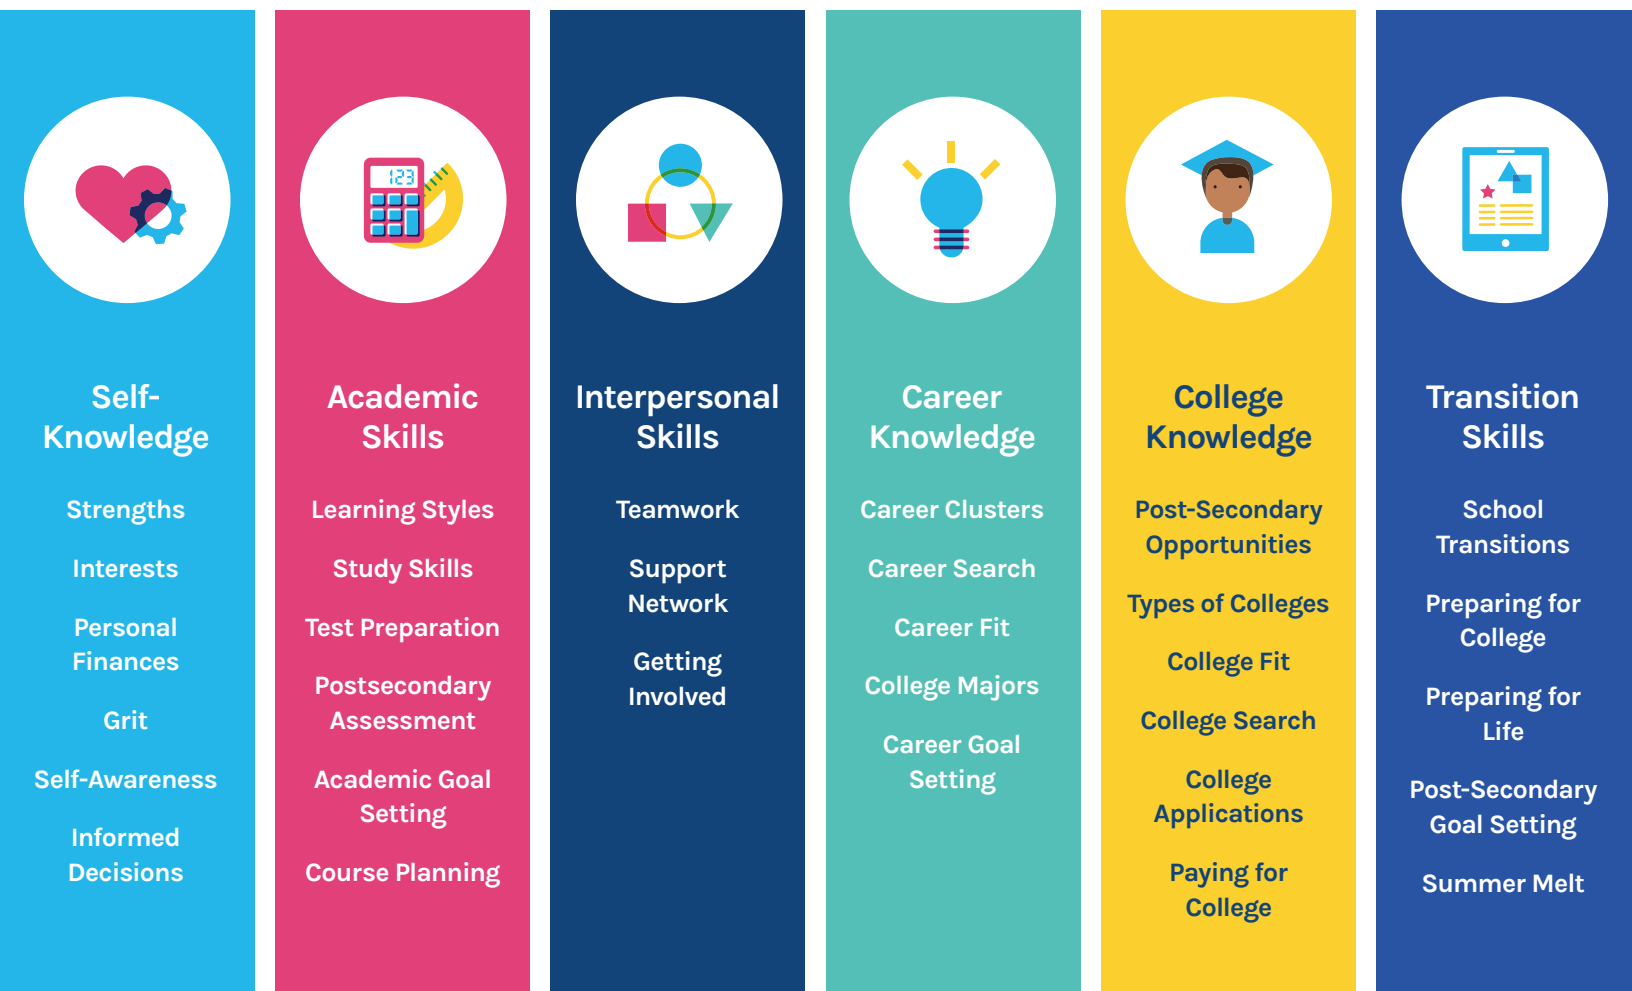 123
Self-
Knowledge
Strengths
Interests
Personal
Finances
Grit
Self-Awareness
Informed
Decisions
Academic
Skills
Learning Styles
Study Skills
Test Preparation
Postsecondary
Assessment
Academic Goal
Setting
Course Planning
Interpersonal
Skills
Teamwork
Support
Network
Getting
Involved
Career
Knowledge
Career Clusters
Career Search
Career Fit
College Majors
Career Goal
Setting
College
Knowledge
Post-Secondary
Opportunities
Types of Colleges
College Fit
College Search
College
Applications
Paying for
College
Transition
Skills
School
Transitions
Preparing for
College
Preparing for
Life
Post-Secondary
Goal Setting
Summer Melt